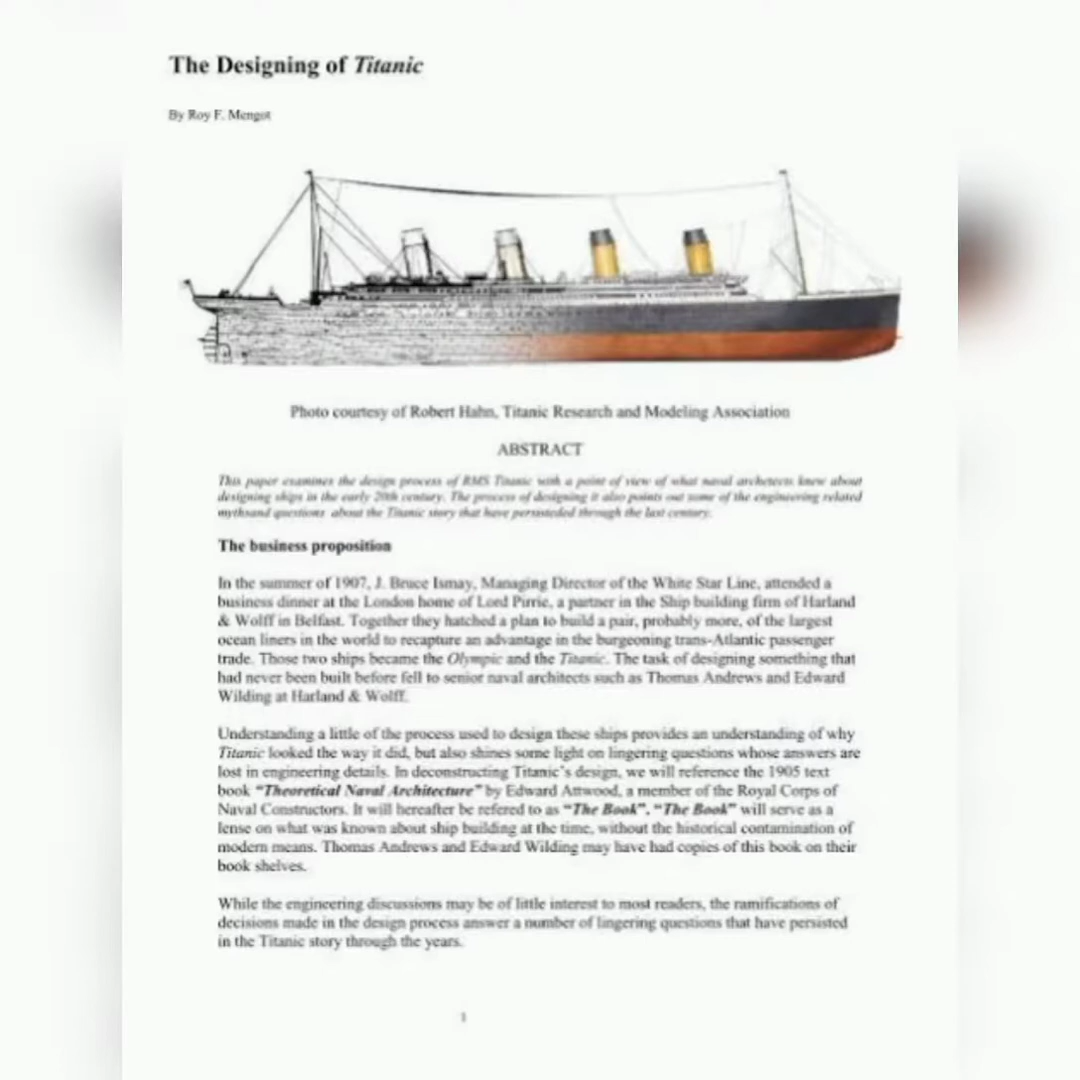 The Designing of Titanic
By Roy F. Mengot
Photo courtesy of Robert Hahn, Titanic Research and Modeling Association
ABSTRACT
This paper examines the design process of RMS Titanic with a point of view of what naval archetects knew about
designing ships in the early 20th century. The process of designing it also points out some of the engineering related
mythsand questions about the Titanic story that have persisteded through the last century.
The business proposition
In the summer of 1907, J. Bruce Ismay, Managing Director of the White Star Line, attended a
business dinner at the London home of Lord Pirrie, a partner in the Ship building firm of Harland
& Wolff in Belfast. Together they hatched a plan to build a pair, probably more, of the largest
ocean liners in the world to recapture an advantage in the burgeoning trans-Atlantic passenger
trade. Those two ships became the Olympic and the Titanic. The task of designing something that
had never been built before fell to senior naval architects such as Thomas Andrews and Edward
Wilding at Harland & Wolff.
Understanding a little of the process used to design these ships provides an understanding of why
Titanic looked the way it did, but also shines some light on lingering questions whose answers are
lost in engineering details. In deconstructing Titanic's design, we will reference the 1905 text
book “Theoretical Naval Architecture” by Edward Attwood, a member of the Royal Corps of
Naval Constructors. It will hereafter be refered to as “The Book”. “The Book” will serve as a
lense on what was known about ship building at the time, without the historical contamination of
modern means. Thomas Andrews and Edward Wilding may have had copies of this book on their
book shelves.
While the engineering discussions may be of little interest to most readers, the ramifications of
decisions made in the design process answer a number of lingering questions that have persisted
in the Titanic story through the years.
1